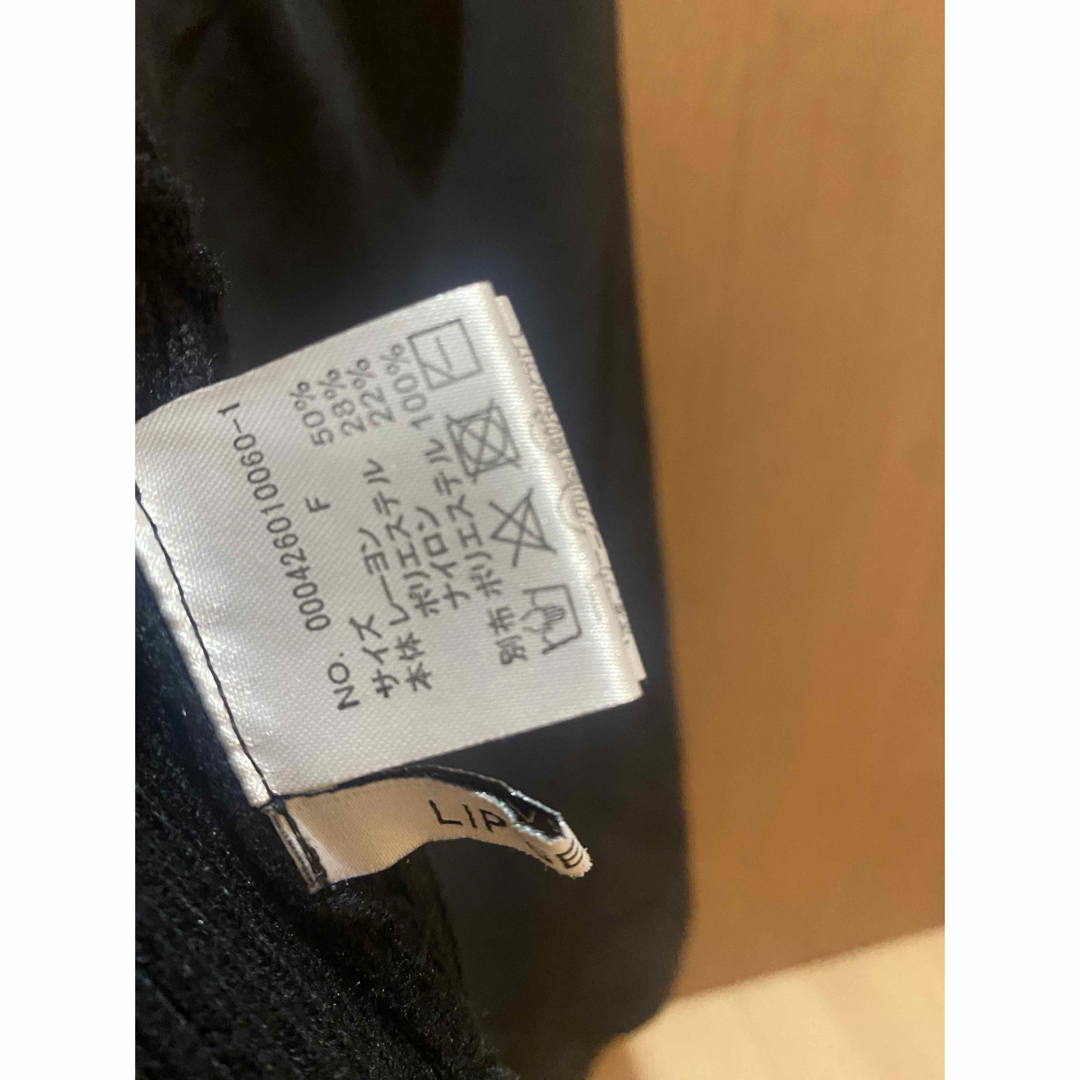 NO. 000426010060-1
サイズ F
本体 レーヨン 50%
ポリエステル 28%
ナイロン 22%
別布 ポリエステル 100%
LIP